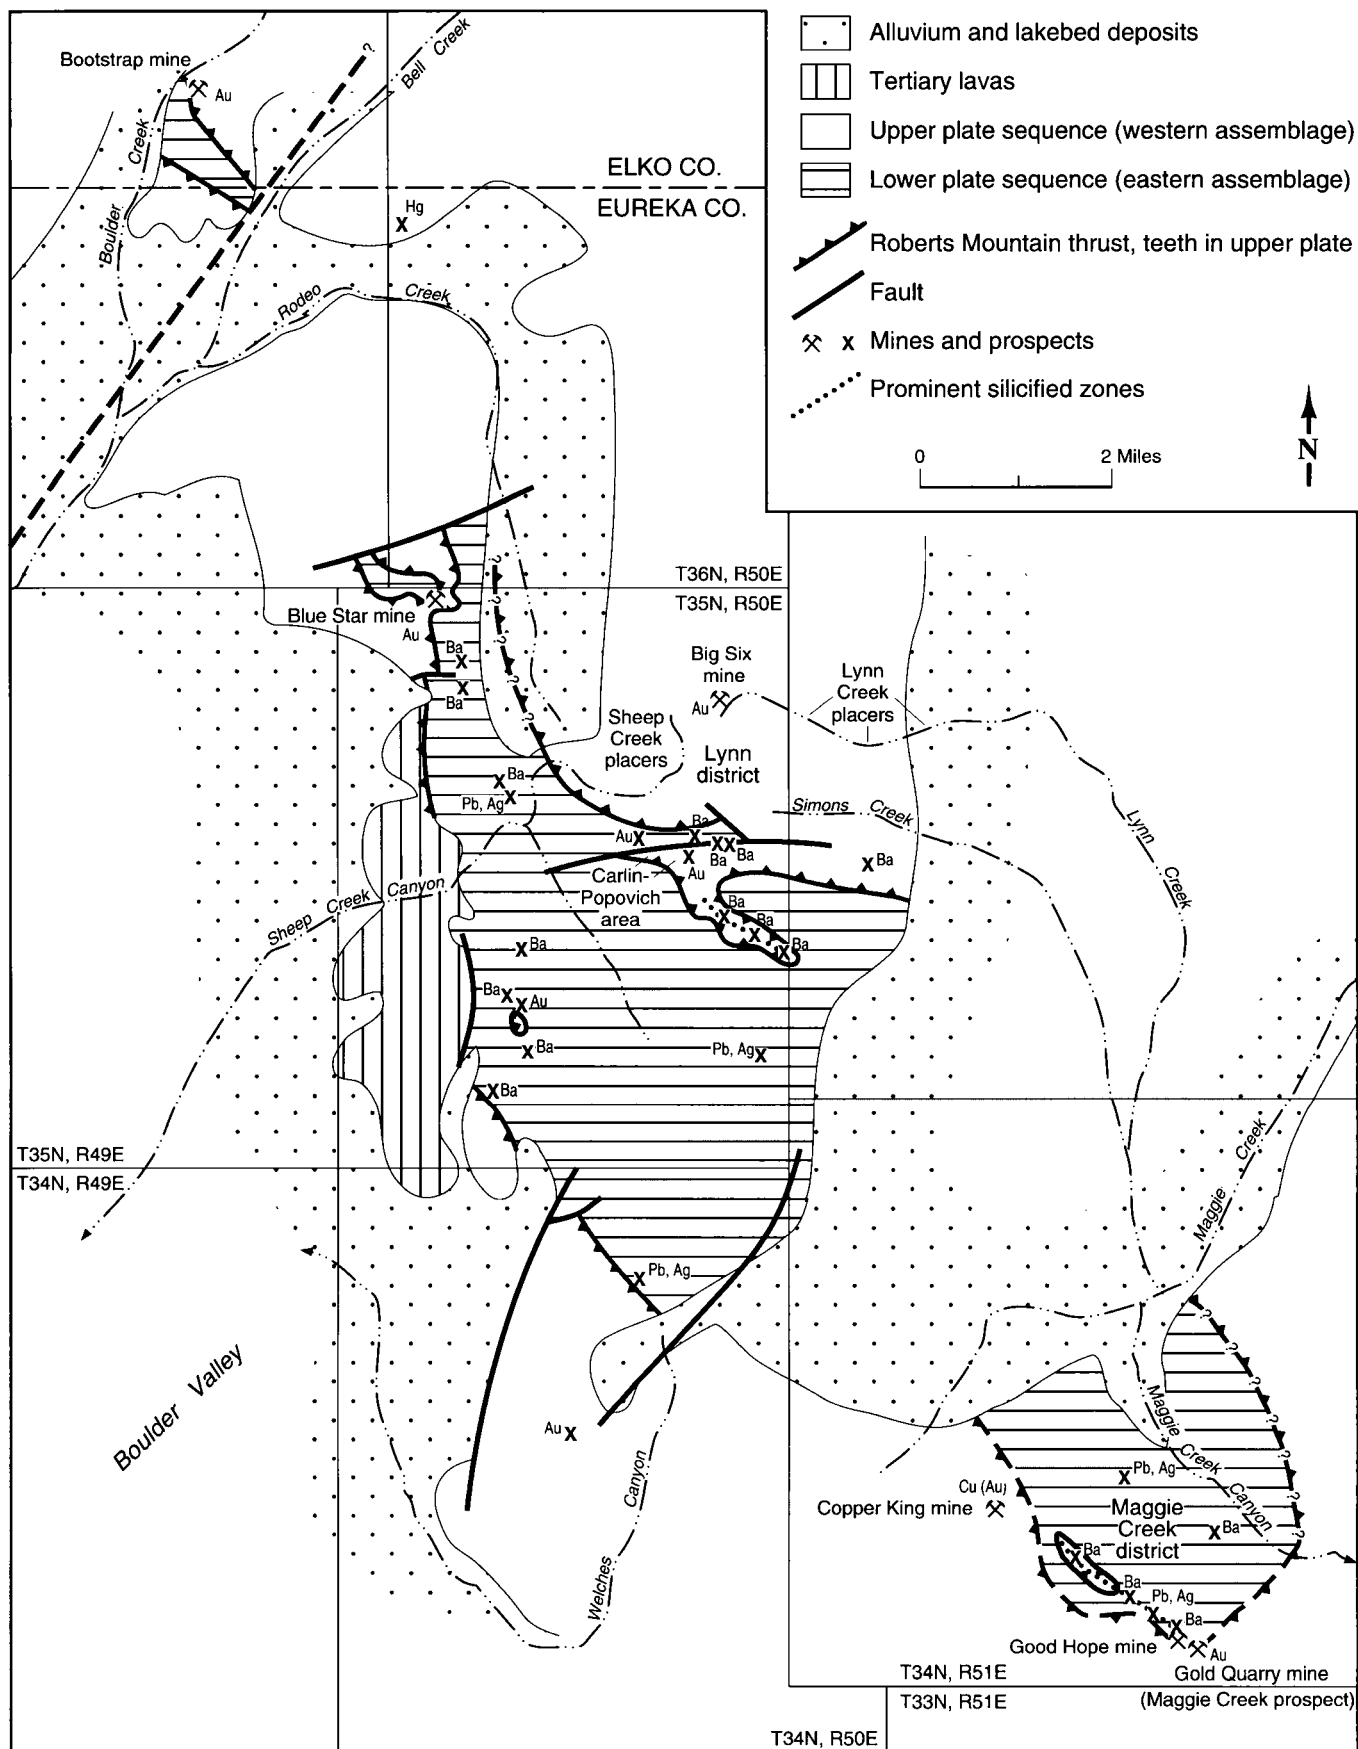 Bootstrap mine
Au
Bell Creek
?
Boulder Creek
ELKO CO.
EUREKA CO.
Hg
x
Rodeo Creek
Alluvium and lakebed deposits
Tertiary lavas
Upper plate sequence (western assemblage)
Lower plate sequence (eastern assemblage)
Roberts Mountain thrust, teeth in upper plate
Fault
x Mines and prospects
Prominent silicified zones
0 2 Miles
N
T36N, R50E
T35N, R50E
?
?
?
?
?
Blue Star mine
Au
Ba
x
x
Ba
Big Six
mine
Au
Lynn
Creek
placers
Sheep
Creek
placers
Lynn
district
x Ba
Pb, Ag x
Simons Creek
Lynn Creek
Au x
Ba
x
x x
Ba Ba
x
Au
x Ba
Carlin-
Popovich
area
Sheep Creek Canyon
Ba
x
Ba
x
x Ba
x Ba
Ba x
x Au
x Ba
Pb, Ag x
x Ba
T35N, R49E
T34N, R49E
Maggie Creek
x Pb, Ag
Boulder Valley
Au x
Welches Canyon
?
?
?
?
?
?
?
Maggie Creek Canyon
Pb, Ag
x
Cu (Au)
Copper King mine
Maggie
Creek
district
x Ba
Ba
x
Ba
x
Pb, Ag
x
x Ba
Good Hope mine
Au
Gold Quarry mine
(Maggie Creek prospect)
T34N, R51E
T33N, R51E
T34N, R50E